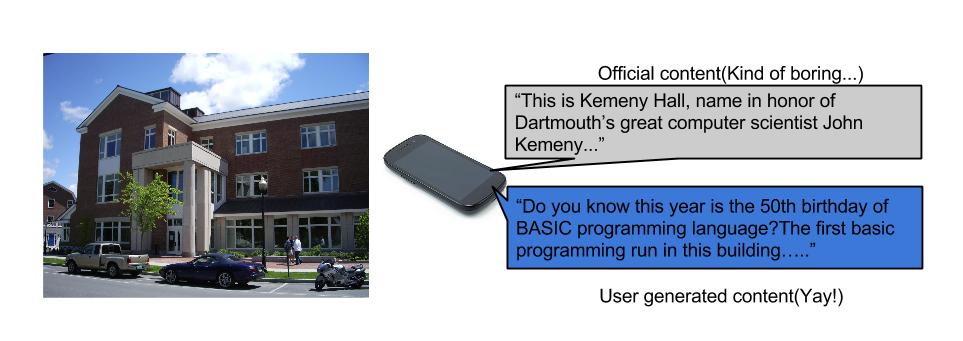 Official content(Kind of boring...)
“This is Kemeny Hall, name in honor of
Dartmouth’s great computer scientist John
Kemeny...”
“Do you know this year is the 50th birthday of
BASIC programming language?The first basic
programming run in this building…..”
User generated content(Yay!)